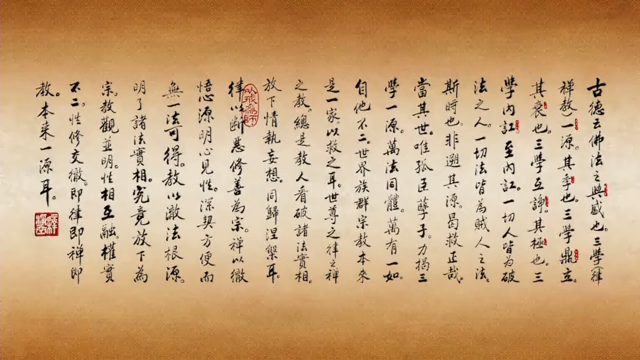 古德云佛法之興盛也。三學律
禪教一源。其季也。三學鼎立。
其衰也。三學互諍。其極也。三
學內訌。至內訌。一切人皆為破
法之人一切法皆為賊人之法。
斯時也。非遡其源。曷救正哉。
當其世。唯孤臣孽子。力揭三
學一源。萬法同體。萬有一如。
自他不二。世界族群宗教本來
是一家以救之耳。世尊之律之禪
之教。總是教人看破諸法實相。
放下情執妄想。同歸涅槃耳。
律以斷惡修善為宗。禪以徹
悟心源明心見性。深契方便而
無一法可得。教以澈法根源。
明了諸法實相。究竟放下為
宗。教觀並明。性相互融。權實
不二。性修交徹。即律即禪即
教。本來一源耳。
以戒為師